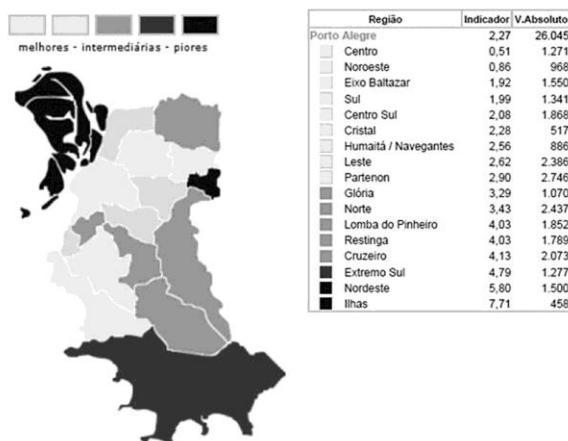 melhores - intermediárias - piores
Região Indicador V.Absoluto
Porto Alegre 2,27 26.045
Centro 0,51 1.271
Noroeste 0,86 968
Eixo Baltazar 1,92 1.550
Sul 1,99 1.341
Centro Sul 2,08 1.868
Cristal 2,28 517
Humaitá / Navegantes 2,56 886
Leste 2,62 2.386
Partenon 2,90 2.746
Glória 3,29 1.070
Norte 3,43 2.437
Lomba do Pinheiro 4,03 1.852
Restinga 4,03 1.789
Cruzeiro 4,13 2.073
Extremo Sul 4,79 1.277
Nordeste 5,80 1.500
Ilhas 7,71 458